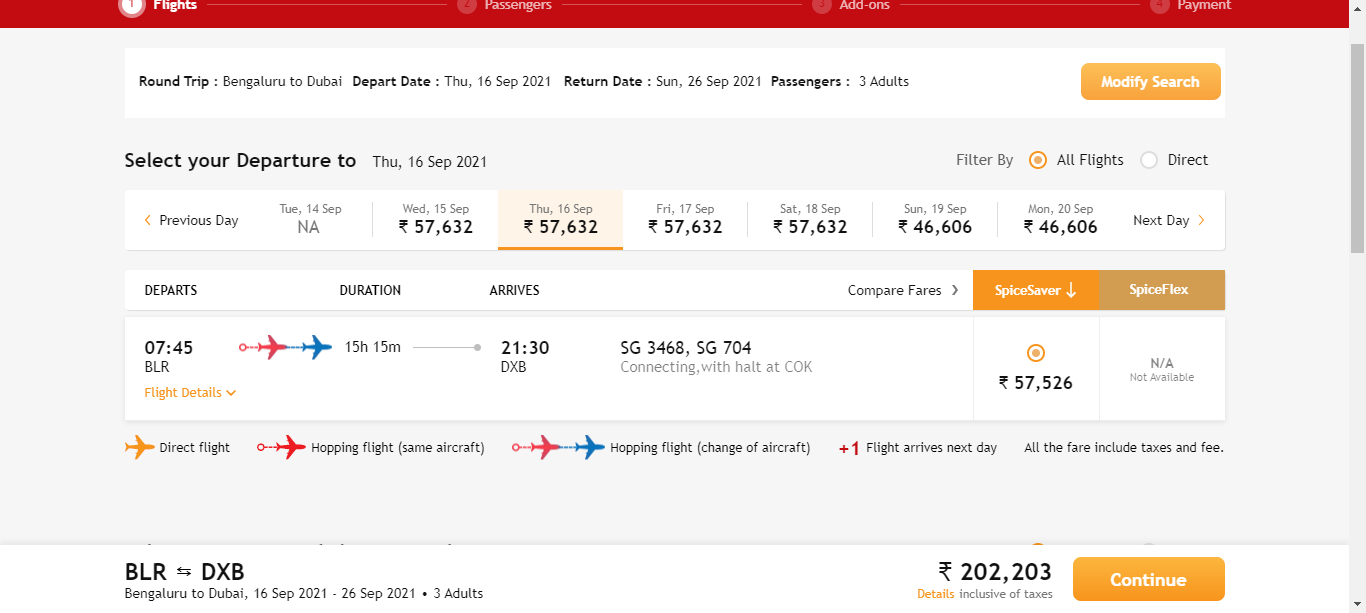 1 Flights 2 Passengers 3 Add-ons 4 Payment
Round Trip : Bengaluru to Dubai Depart Date : Thu, 16 Sep 2021 Return Date : Sun, 26 Sep 2021 Passengers : 3 Adults Modify Search
Select your Departure to Thu, 16 Sep 2021 Filter By All Flights Direct
Previous Day
Tue, 14 Sep
NA
Wed, 15 Sep
₹ 57,632
Thu, 16 Sep
₹ 57,632
Fri, 17 Sep
₹ 57,632
Sat, 18 Sep
₹ 57,632
Sun, 19 Sep
₹ 46,606
Mon, 20 Sep
₹ 46,606
Next Day
DEPARTS DURATION ARRIVES Compare Fares SpiceSaver SpiceFlex
07:45 15h 15m 21:30 SG 3468, SG 704
BLR DXB Connecting,with halt at COK
Flight Details
₹ 57,526
N/A
Not Available
Direct flight Hopping flight (same aircraft) Hopping flight (change of aircraft) +1 Flight arrives next day All the fare include taxes and fee.
BLR ⇆ DXB
Bengaluru to Dubai, 16 Sep 2021 - 26 Sep 2021 • 3 Adults
₹ 202,203
Details inclusive of taxes
Continue